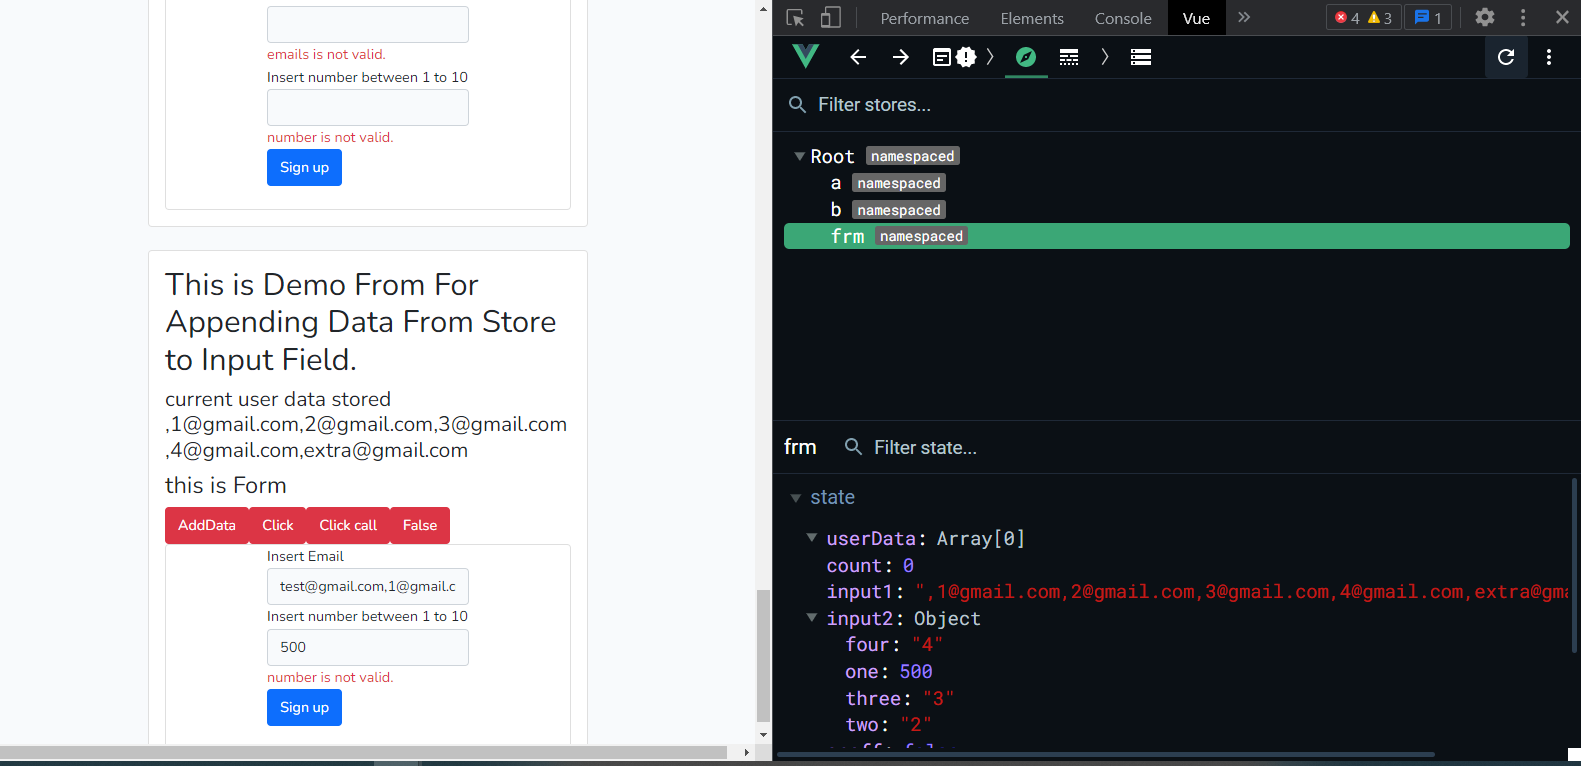 emails is not valid.
Insert number between 1 to 10
number is not valid.
Sign up
This is Demo From For
Appending Data From Store
to Input Field.
current user data stored
,1@gmail.com,2@gmail.com,3@gmail.com
,4@gmail.com,extra@gmail.com
this is Form
AddData Click Click call False
Insert Email
test@gmail.com,1@gmail.c
Insert number between 1 to 10
500
number is not valid.
Sign up
Performance Elements Console Vue 4 3 1
Filter stores...
Root namespaced
a namespaced
b namespaced
frm namespaced
frm Filter state...
state
userData: Array[0]
count: 0
input1: ",1@gmail.com,2@gmail.com,3@gmail.com,4@gmail.com,extra@gma
input2: Object
four: "4"
one: 500
three: "3"
two: "2"